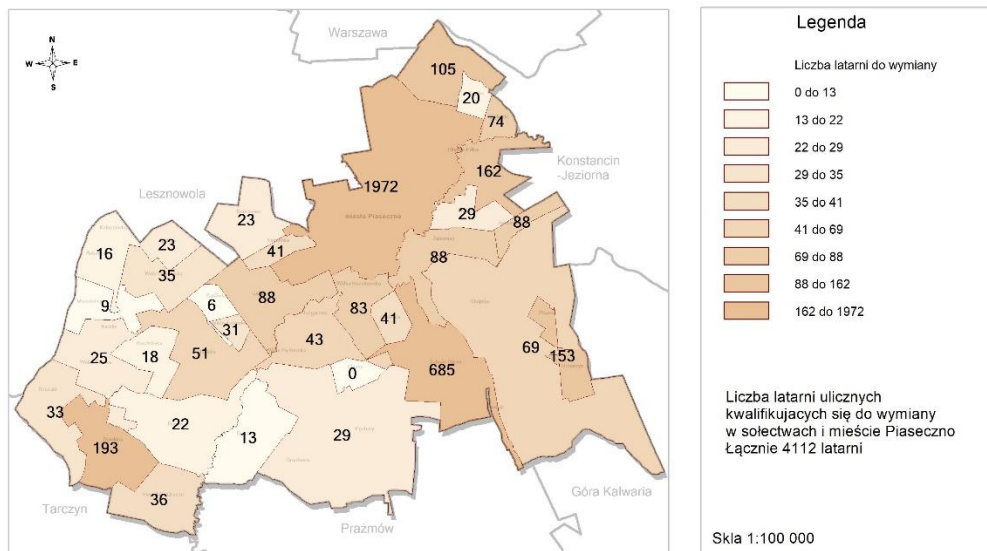 Warszawa
N
W E
S
105
20
74
Konstancin
-Jeziorna
162
1972
Lesznowola
miasto Piaseczno
23
29
88
41
16
23
88
35
9
6
88
83
41
31
43
69
153
25
18
51
0
685
33
22
13
29
193
36
Tarczyn
Prażmów
Góra Kalwaria
Legenda
Liczba latarni do wymiany
0 do 13
13 do 22
22 do 29
29 do 35
35 do 41
41 do 69
69 do 88
88 do 162
162 do 1972
Liczba latarni ulicznych
kwalifikujacych się do wymiany
w sołectwach i mieście Piaseczno
Łącznie 4112 latarni
Skla 1:100 000